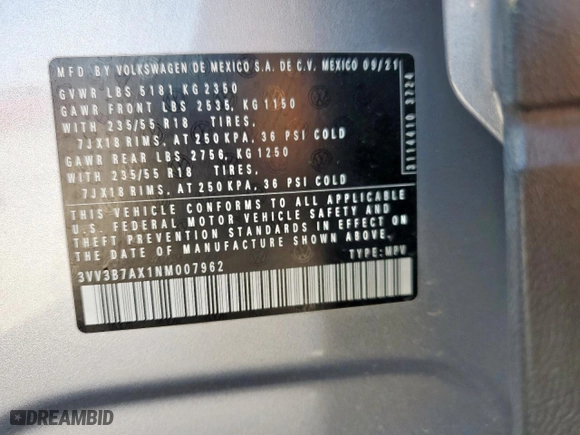 MFD BY VOLKSWAGEN DE MEXICO S.A. DE C.V. MEXICO 09/21
GVWR LBS 5181 KG 2350
GAWR FRONT LBS 2535, KG 1150
WITH 235/55 R18 TIRES,
7JX18 RIMS, AT 250 KPA, 36 PSI COLD
GAWR REAR LBS 2756, KG 1250
WITH 235/55 R18 TIRES,
7JX18 RIMS, AT 250 KPA, 36 PSI COLD
THIS VEHICLE CONFORMS TO ALL APPLICABLE
U.S. FEDERAL MOTOR VEHICLE SAFETY AND
THEFT PREVENTION STANDARDS IN EFFECT ON
THE DATE OF MANUFACTURE SHOWN ABOVE
3VV3B7AX1NM007962 TYPE: MPV
31144410 3124
DREAMBID